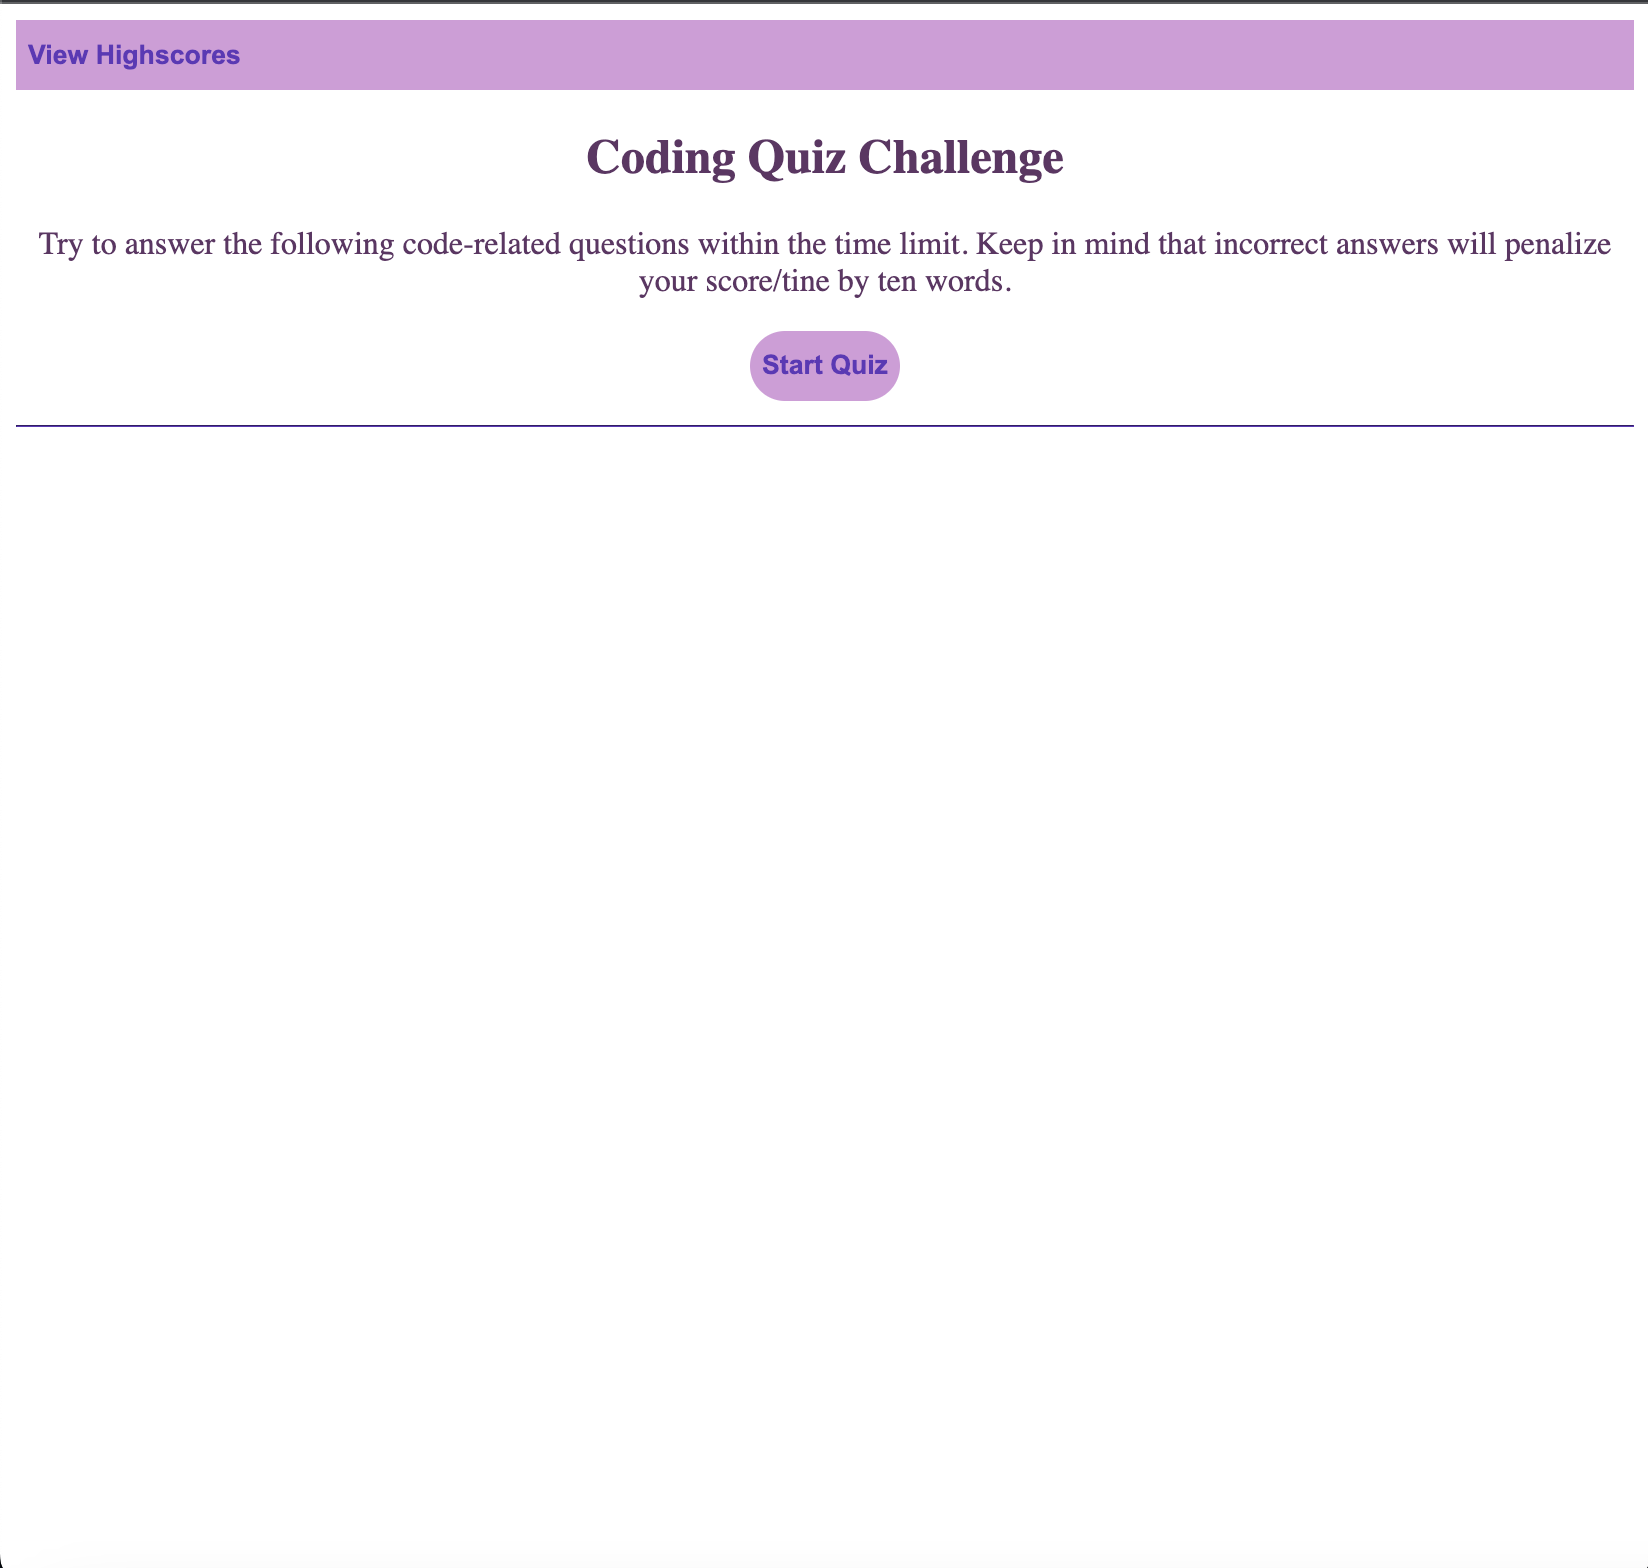 View Highscores
Coding Quiz Challenge
Try to answer the following code-related questions within the time limit. Keep in mind that incorrect answers will penalize
your score/tine by ten words.
Start Quiz